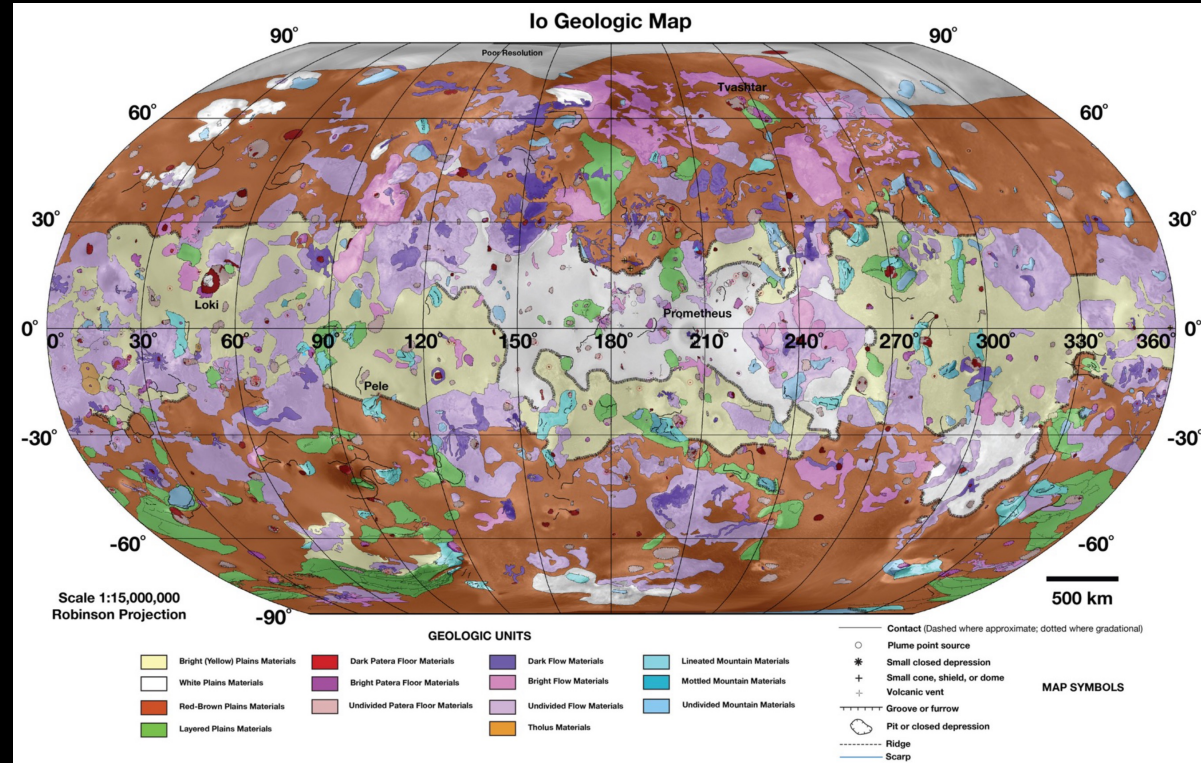 Io Geologic Map
90° 90°
Poor Resolution
Tvashtar
60° 60°
30° 30°
Loki
Prometheus
0° 0°
0° 30° 60° 90° 120° 150° 180° 210° 240° 270° 300° 330° 360°
Pele
-30° -30°
-60° -60°
Scale 1:15,000,000
Robinson Projection
500 km
-90°
GEOLOGIC UNITS
Bright (Yellow) Plains Materials
White Plains Materials
Red-Brown Plains Materials
Layered Plains Materials
Dark Patera Floor Materials
Bright Patera Floor Materials
Undivided Patera Floor Materials
Dark Flow Materials
Bright Flow Materials
Undivided Flow Materials
Tholus Materials
Lineated Mountain Materials
Mottled Mountain Materials
Undivided Mountain Materials
Contact (Dashed where approximate; dotted where gradational)
Plume point source
Small closed depression
Small cone, shield, or dome
Volcanic vent
Groove or furrow
Pit or closed depression
Ridge
Scarp
MAP SYMBOLS